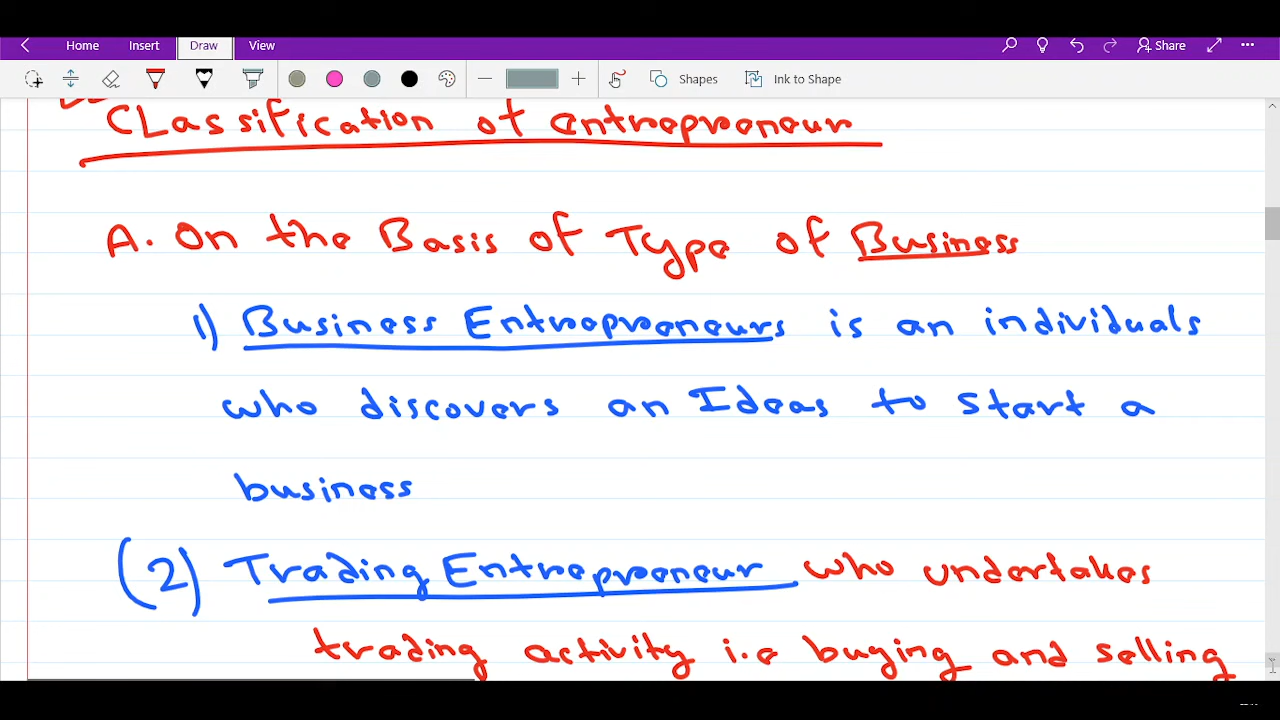 Home Insert Draw View Share
Shapes Ink to Shape
CLassification of entrepreneur
A. On the Basis of Type of Business
1) Business Entrepreneurs is an individuals
who discovers an Ideas to start a
business
(2) Trading Entrepreneur who undertakes
trading activity i.e buying and selling